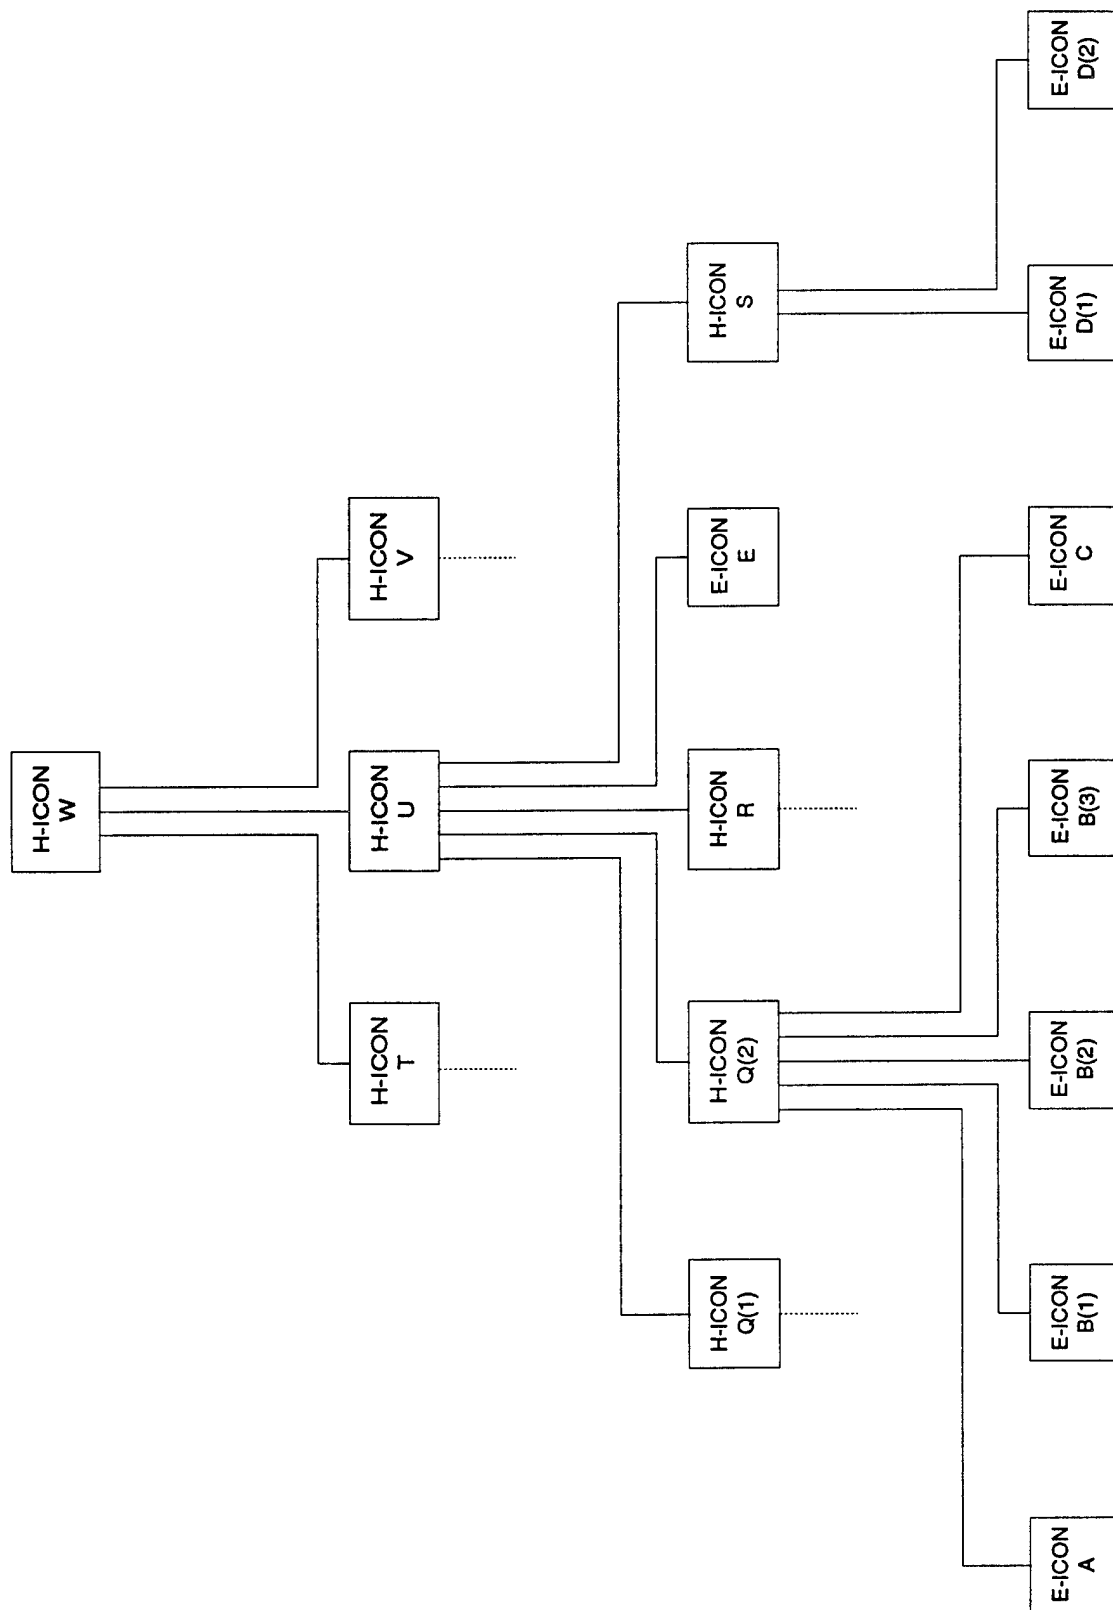 H-ICON
W
H-ICON
T
H-ICON
U
H-ICON
V
H-ICON
Q(1)
H-ICON
Q(2)
H-ICON
R
E-ICON
E
H-ICON
S
E-ICON
A
E-ICON
B(1)
E-ICON
B(2)
E-ICON
B(3)
E-ICON
C
E-ICON
D(1)
E-ICON
D(2)